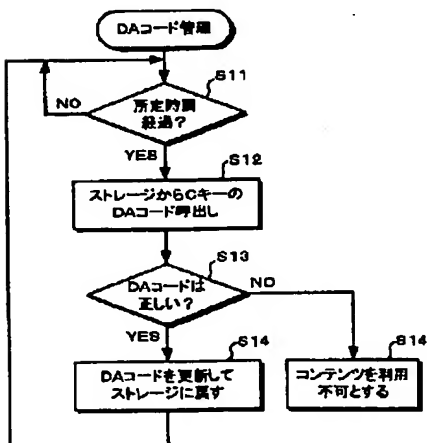 DAコード管理
S11
所定時間
経過?
NO
YES
S12
ストレージからCキーの
DAコード呼出し
S13
DAコードは
正しい?
NO
YES
S14
DAコードを更新して
ストレージに戻す
S14
コンテンツを利用
不可とする